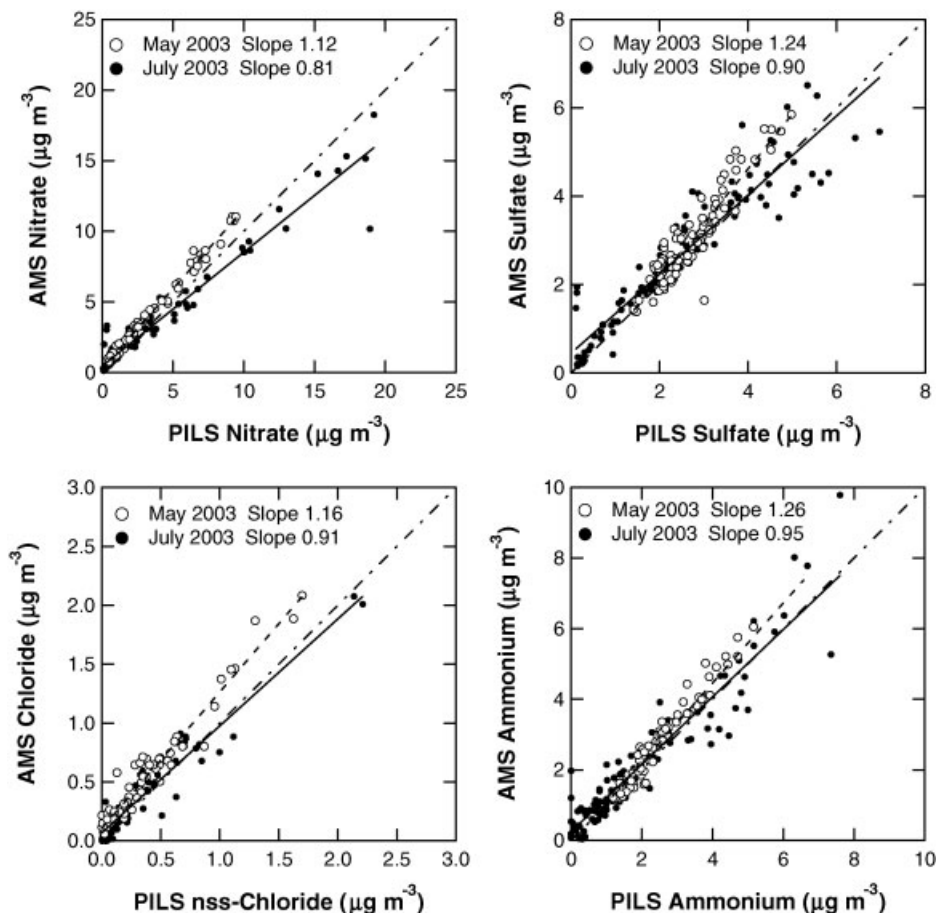 25
20
15
10
5
0
AMS Nitrate (μg m⁻³)
May 2003 Slope 1.12
July 2003 Slope 0.81
0 5 10 15 20 25
PILS Nitrate (μg m⁻³)
8
6
4
2
0
AMS Sulfate (μg m⁻³)
May 2003 Slope 1.24
July 2003 Slope 0.90
0 2 4 6 8
PILS Sulfate (μg m⁻³)
3.0
2.5
2.0
1.5
1.0
0.5
0.0
AMS Chloride (μg m⁻³)
May 2003 Slope 1.16
July 2003 Slope 0.91
0.0 0.5 1.0 1.5 2.0 2.5 3.0
PILS nss-Chloride (μg m⁻³)
10
8
6
4
2
0
AMS Ammonium (μg m⁻³)
May 2003 Slope 1.26
July 2003 Slope 0.95
0 2 4 6 8 10
PILS Ammonium (μg m⁻³)